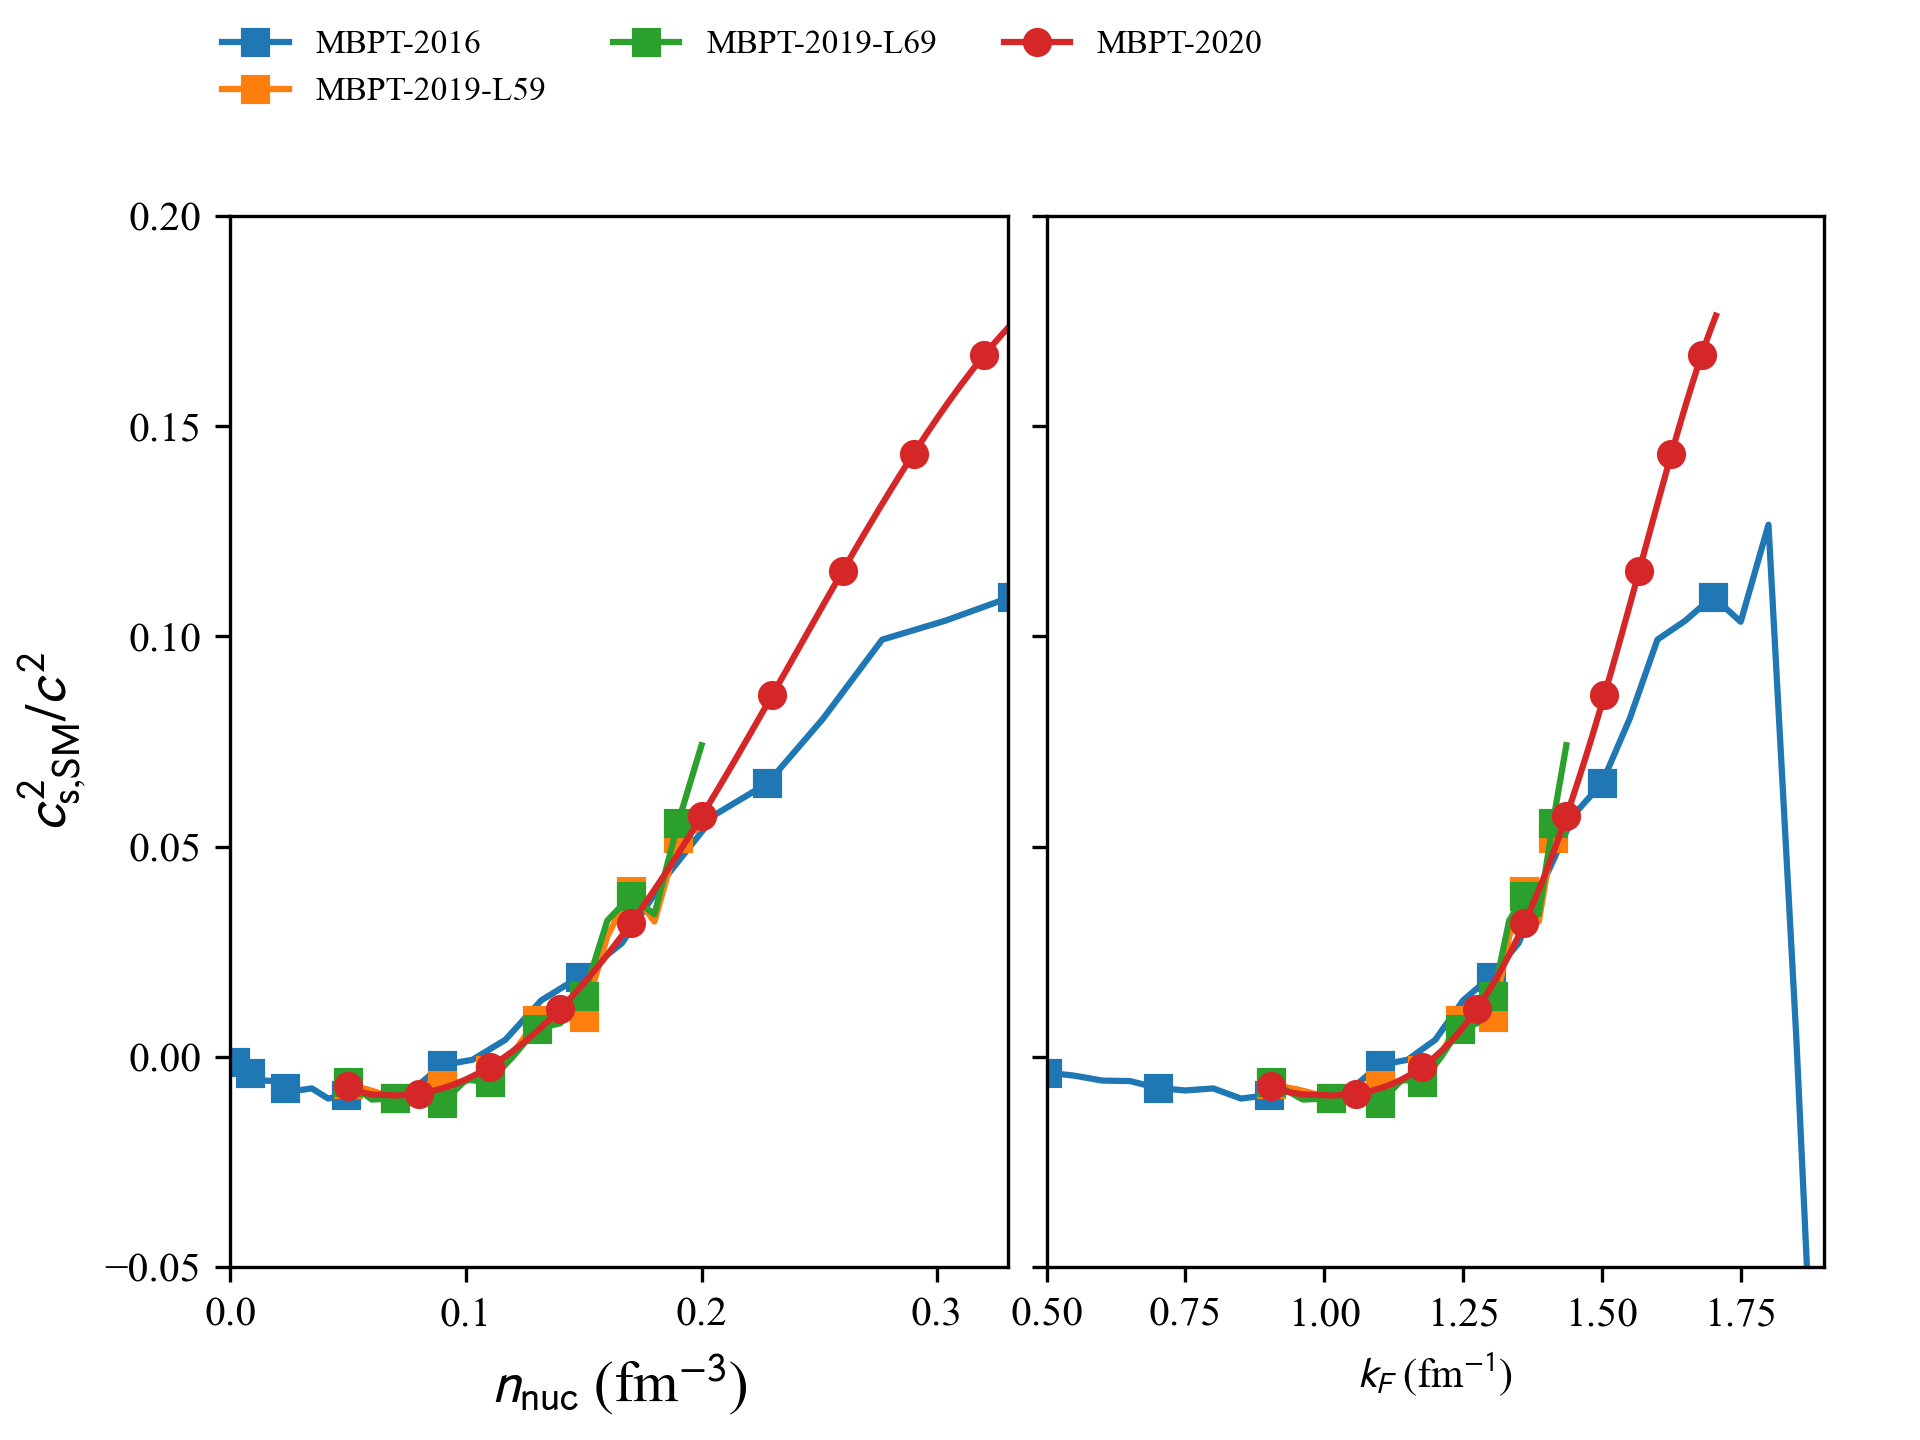 MBPT-2016 MBPT-2019-L69 MBPT-2020
MBPT-2019-L59
0.20
0.15
0.10
0.05
0.00
−0.05
c²s,SM/c²
0.0 0.1 0.2 0.3
0.50 0.75 1.00 1.25 1.50 1.75
nnuc (fm⁻³)
kF (fm⁻¹)